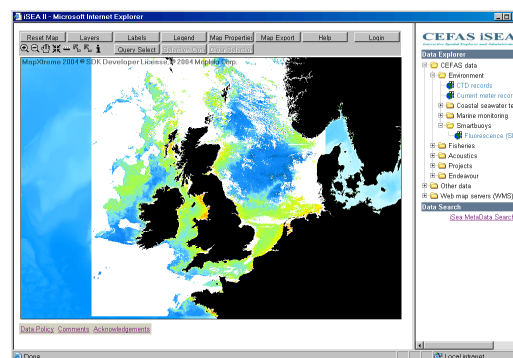 iSEA II - Microsoft Internet Explorer
Reset Map Layers Labels Legend Map Properties Map Export Help Login
Query Select
MapXtreme 2004 ® SDK Developer License. © 2004 MapInfo Corp.
CEFAS iSEA
Data Explorer
CEFAS data
Environment
CTD records
Current meter recor
Coastal seawater te
Marine monitoring
Smartbuoys
Fluorescence (S
Fisheries
Acoustics
Projects
Endeavour
Other data
Web map servers (WMS)
Data Search
iSea MetaData Search
Data Policy Comments Acknowledgements
Done Local intranet